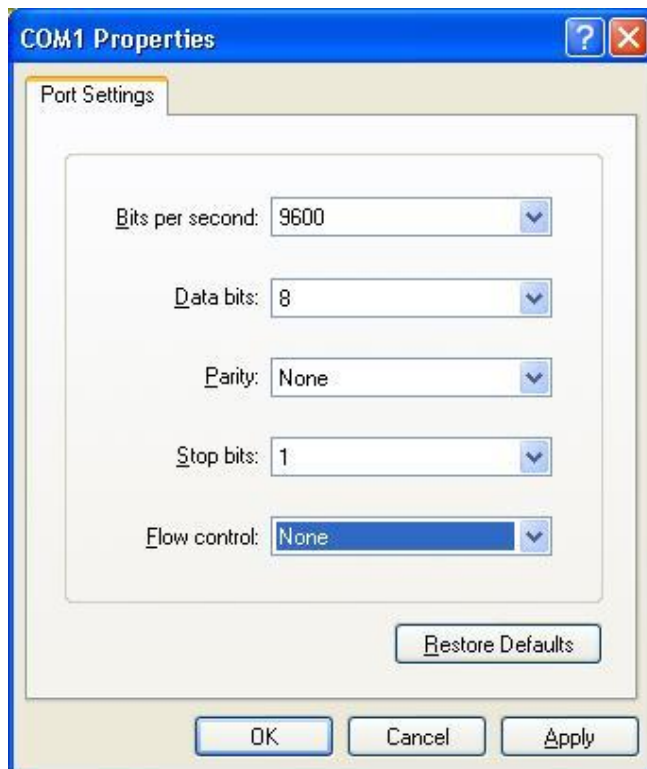 COM1 Properties
Port Settings
Bits per second: 9600
Data bits: 8
Parity: None
Stop bits: 1
Flow control: None
Restore Defaults
OK Cancel Apply